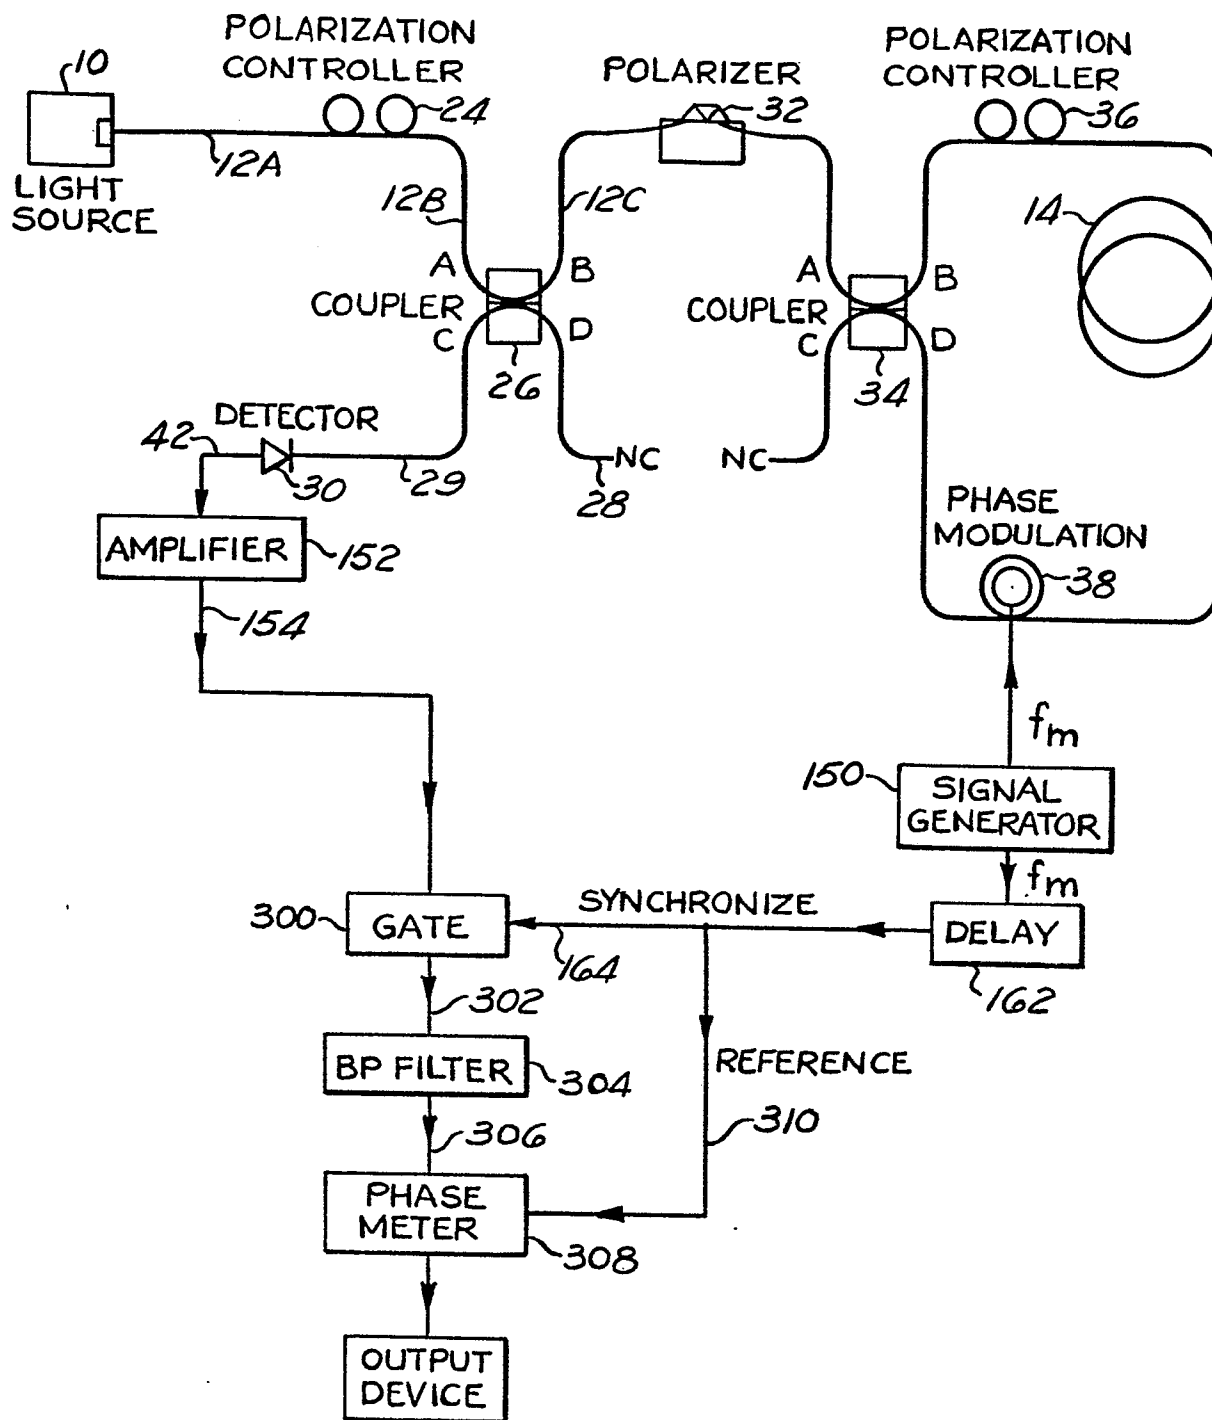 POLARIZATION
CONTROLLER
24
10
LIGHT
SOURCE
12A
12B
POLARIZER
32
12C
POLARIZATION
CONTROLLER
36
14
A
B
COUPLER
C
D
26
A
B
COUPLER
C
D
34
DETECTOR
42
30
29
NC
28
NC
PHASE
MODULATION
38
AMPLIFIER
152
154
fm
150
SIGNAL
GENERATOR
fm
300
GATE
SYNCHRONIZE
164
DELAY
162
302
BP FILTER
304
REFERENCE
310
306
PHASE
METER
308
OUTPUT
DEVICE